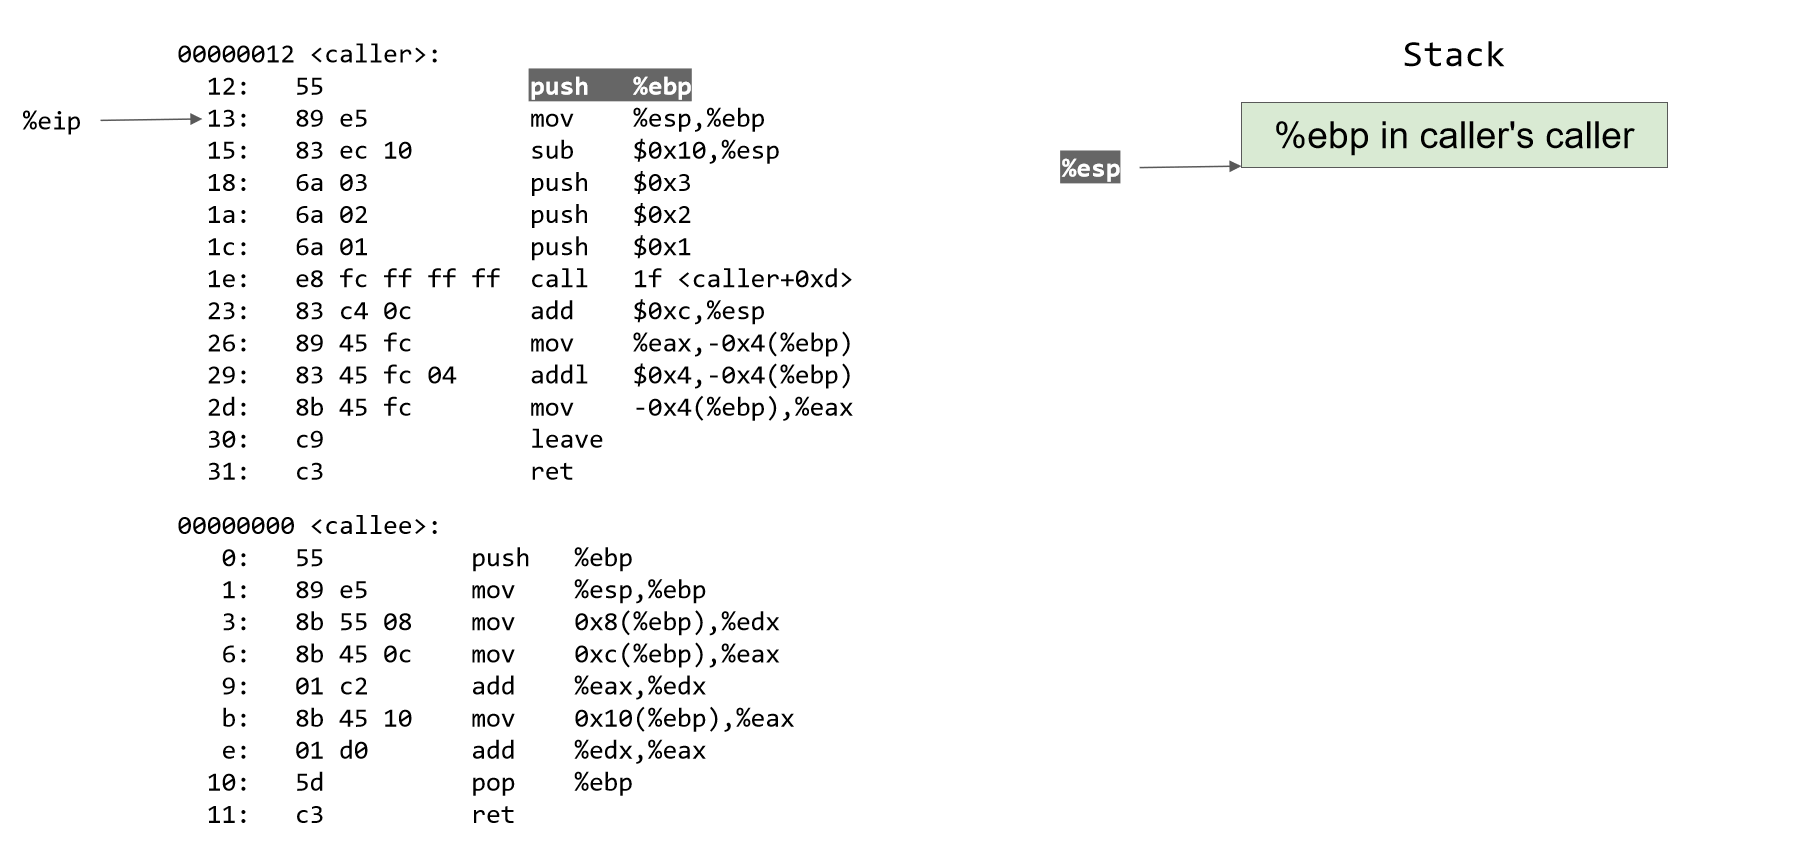 00000012 <caller>:
12: 55 push %ebp
%eip
13: 89 e5 mov %esp,%ebp
15: 83 ec 10 sub $0x10,%esp
18: 6a 03 push $0x3
1a: 6a 02 push $0x2
1c: 6a 01 push $0x1
1e: e8 fc ff ff ff call 1f <caller+0xd>
23: 83 c4 0c add $0xc,%esp
26: 89 45 fc mov %eax,-0x4(%ebp)
29: 83 45 fc 04 addl $0x4,-0x4(%ebp)
2d: 8b 45 fc mov -0x4(%ebp),%eax
30: c9 leave
31: c3 ret
00000000 <callee>:
0: 55 push %ebp
1: 89 e5 mov %esp,%ebp
3: 8b 55 08 mov 0x8(%ebp),%edx
6: 8b 45 0c mov 0xc(%ebp),%eax
9: 01 c2 add %eax,%edx
b: 8b 45 10 mov 0x10(%ebp),%eax
e: 01 d0 add %edx,%eax
10: 5d pop %ebp
11: c3 ret
Stack
%ebp in caller's caller
%esp